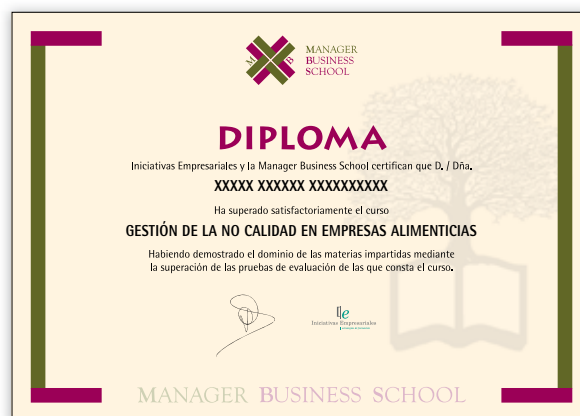 M B
MANAGER
BUSINESS
SCHOOL
DIPLOMA
Iniciativas Empresariales y la Manager Business School certifican que D. / Dña.
XXXXX XXXXXX XXXXXXXXXX
Ha superado satisfactoriamente el curso
GESTIÓN DE LA NO CALIDAD EN EMPRESAS ALIMENTICIAS
Habiendo demostrado el dominio de las materias impartidas mediante
la superación de las pruebas de evaluación de las que consta el curso.
Iniciativas Empresariales
MANAGER BUSINESS SCHOOL